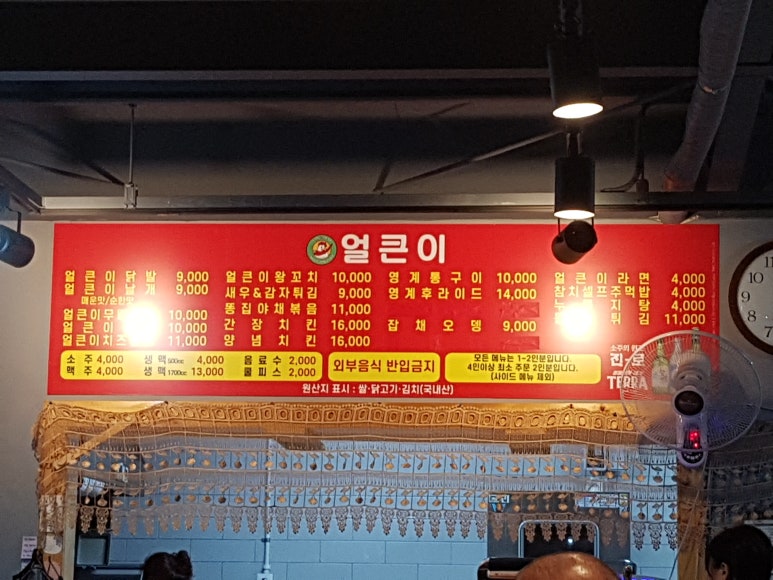 얼큰이
얼큰이닭발 9,000
얼큰이날개 9,000
매운맛/순한맛
얼큰이무 10,000
얼큰이 10,000
얼큰이치즈 11,000
얼큰이왕꼬치 10,000
새우&감자튀김 9,000
똥집야채볶음 11,000
간장치킨 16,000
양념치킨 16,000
영계통구이 10,000
영계후라이드 14,000
잡채오뎅 9,000
얼큰이라면 4,000
참치셀프주먹밥 4,000
지탕 4,000
튀김 11,000
소주 4,000 생맥 500cc 4,000 음료수 2,000
맥주 4,000 생맥 1700cc 13,000 쿨피스 2,000
외부음식 반입금지
모든 메뉴는 1~2인분입니다.
4인이상 최소 주문 2인분입니다.
(사이드 메뉴 제외)
소주의 원조
진로
TERRA
원산지 표시 : 쌀·닭고기·김치(국내산)